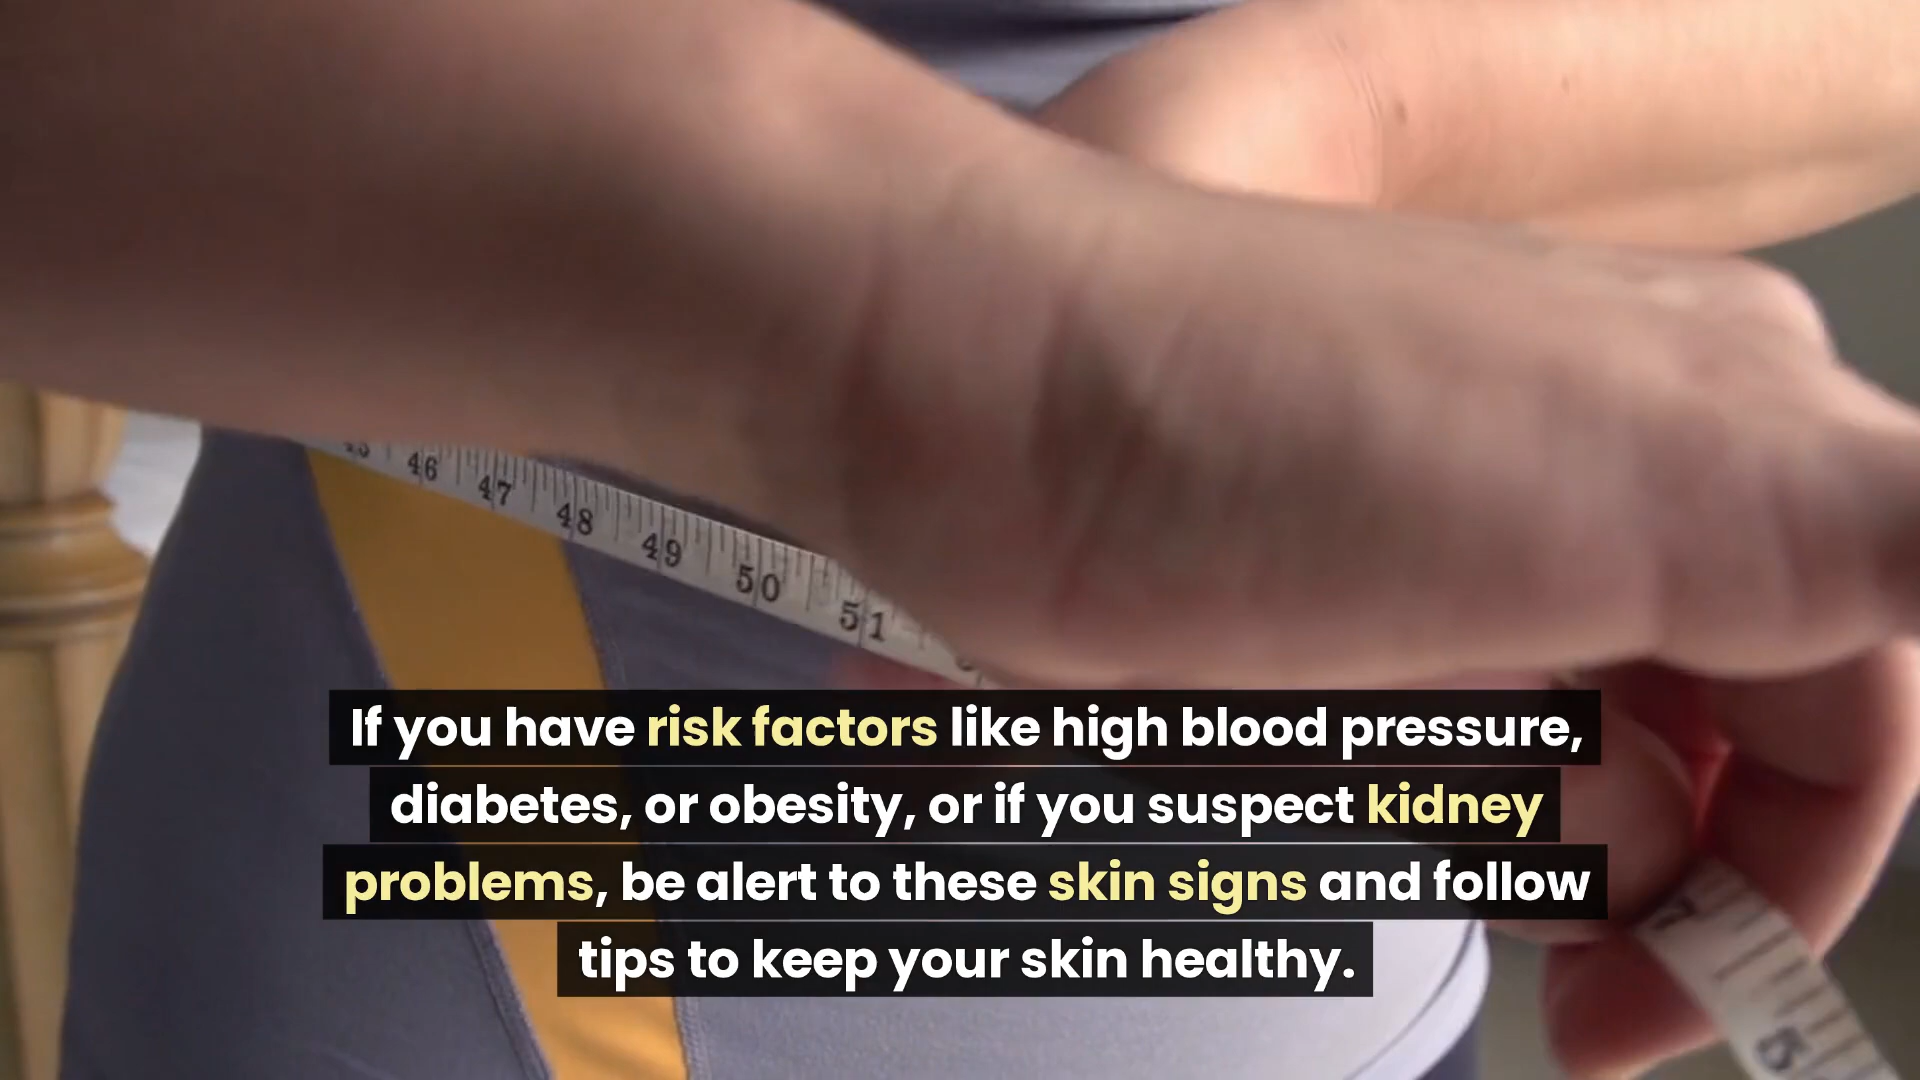 45 46 47 48 49 50 51
If you have risk factors like high blood pressure,
diabetes, or obesity, or if you suspect kidney
problems, be alert to these skin signs and follow
tips to keep your skin healthy.
7